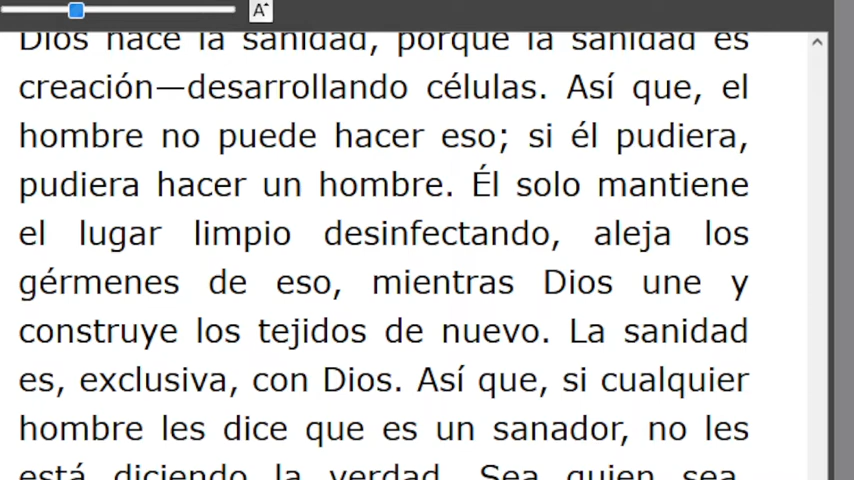 A
Dios hace la sanidad, porque la sanidad es
creación—desarrollando células. Así que, el
hombre no puede hacer eso; si él pudiera,
pudiera hacer un hombre. Él solo mantiene
el lugar limpio desinfectando, aleja los
gérmenes de eso, mientras Dios une y
construye los tejidos de nuevo. La sanidad
es, exclusiva, con Dios. Así que, si cualquier
hombre les dice que es un sanador, no les
está diciendo la verdad. Sea quien sea,